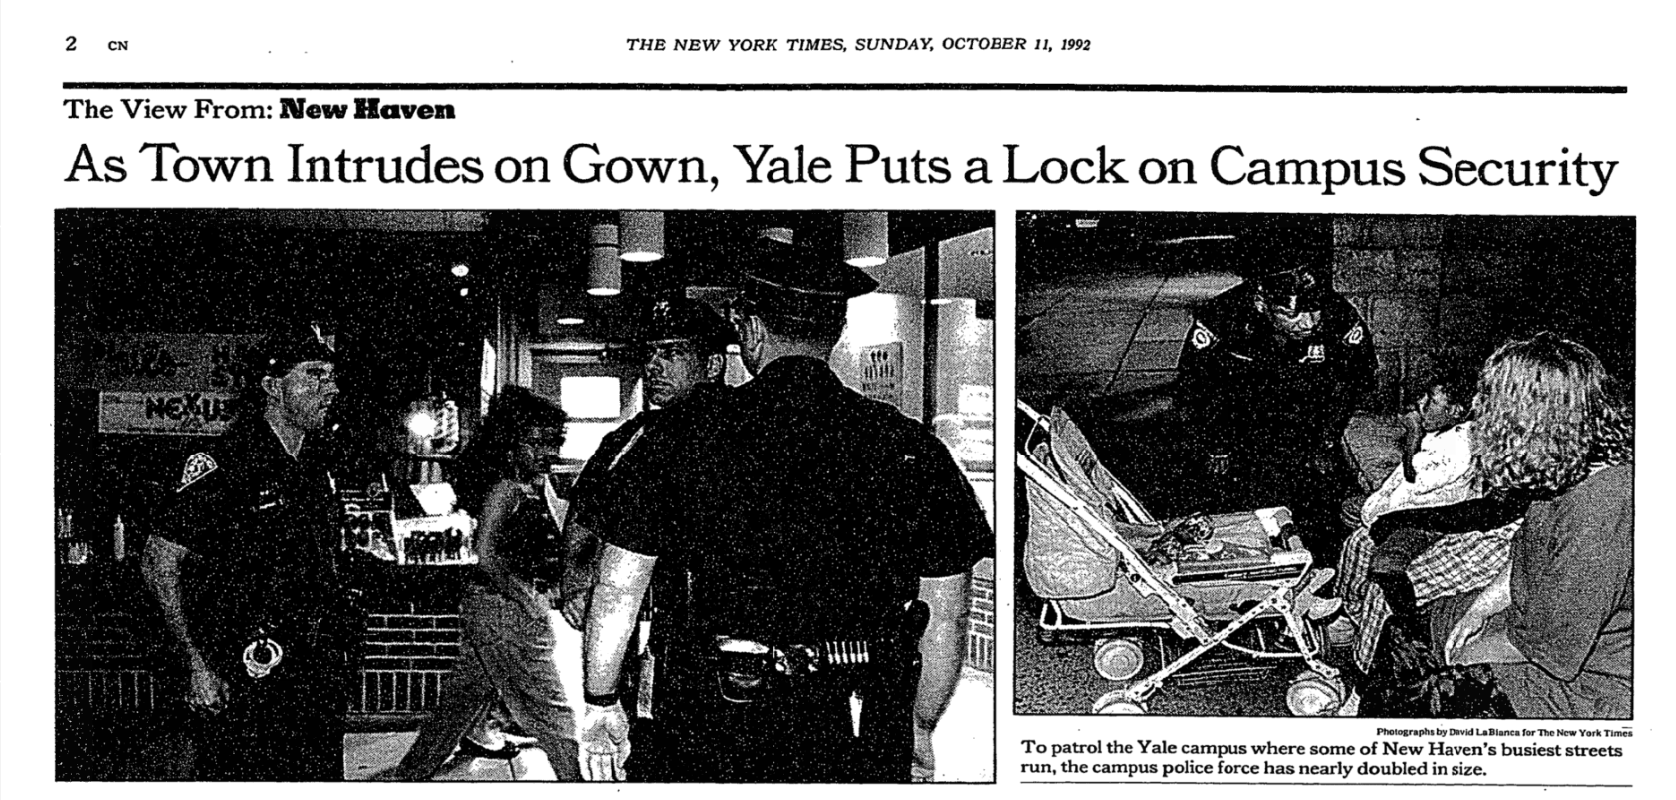 2 CN
THE NEW YORK TIMES, SUNDAY, OCTOBER 11, 1992
The View From: New Haven
As Town Intrudes on Gown, Yale Puts a Lock on Campus Security
NEXUS
Photographs by David LaBianca for The New York Times
To patrol the Yale campus where some of New Haven's busiest streets
run, the campus police force has nearly doubled in size.